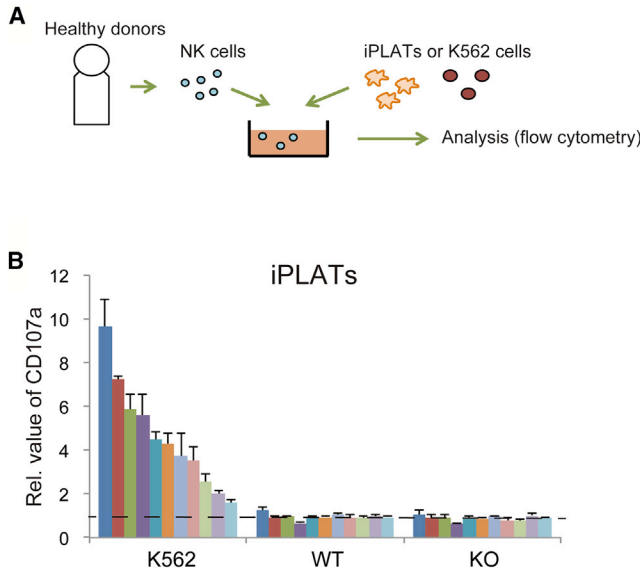 A
Healthy donors
NK cells
iPLATs or K562 cells
Analysis (flow cytometry)
B
iPLATs
Rel. value of CD107a
12
10
8
6
4
2
0
K562
WT
KO